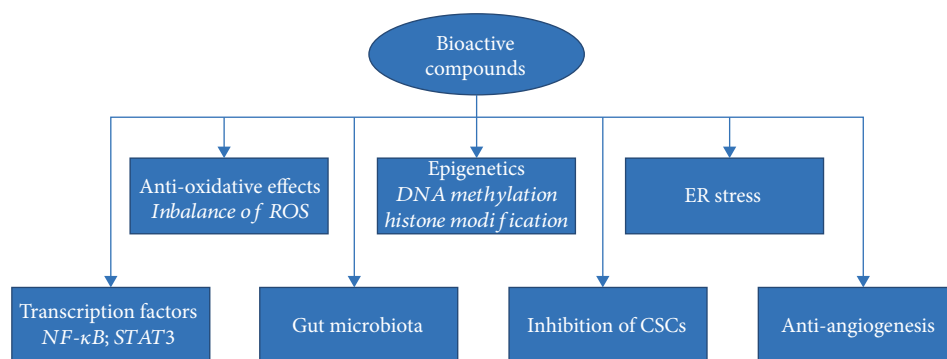 Bioactive
compounds
Anti-oxidative effects
Inbalance of ROS
Epigenetics
DNA methylation
histone modification
ER stress
Transcription factors
NF-κB; STAT3
Gut microbiota
Inhibition of CSCs
Anti-angiogenesis